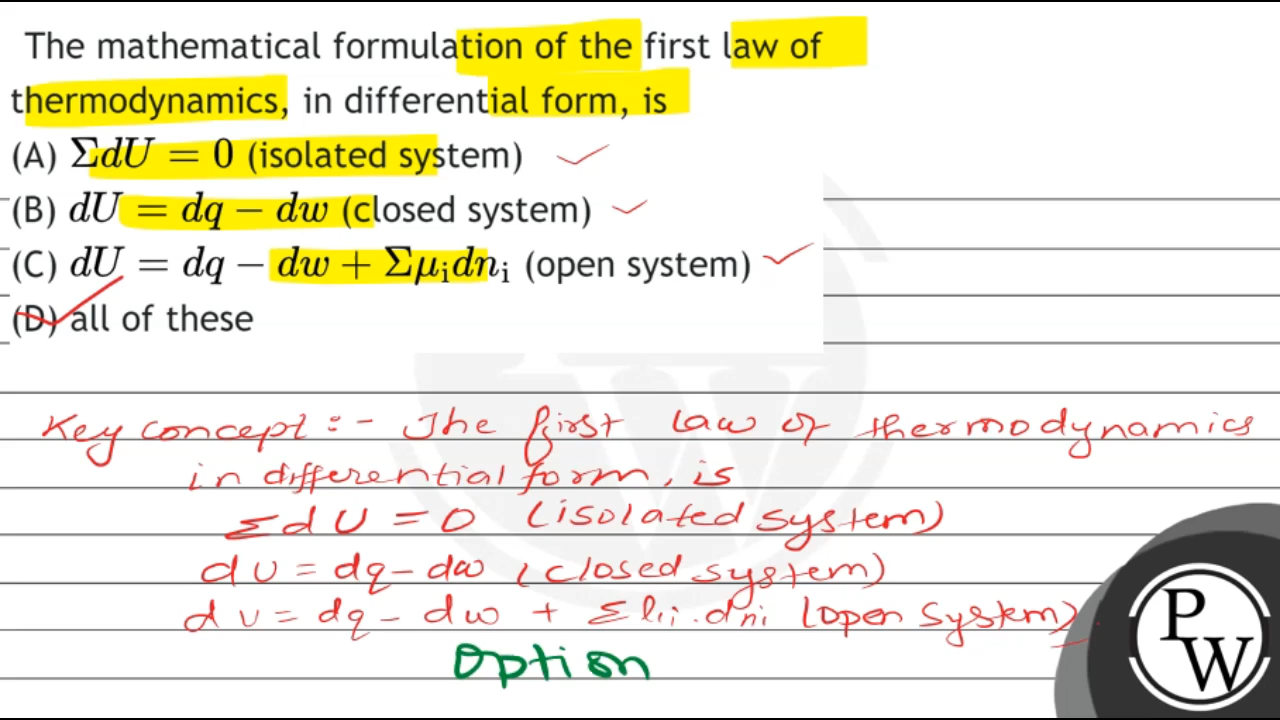 The mathematical formulation of the first law of
thermodynamics, in differential form, is
(A) ΣdU = 0 (isolated system)
(B) dU = dq − dw (closed system)
(C) dU = dq − dw + Σμᵢdnᵢ (open system)
(D) all of these
Key concept :- The first law of thermodynamics
in differential form, is
ΣdU = 0 (isolated system)
dU = dq - dw (closed system)
dU = dq - dw + Σμᵢ.dnᵢ (open system).
Option
PW